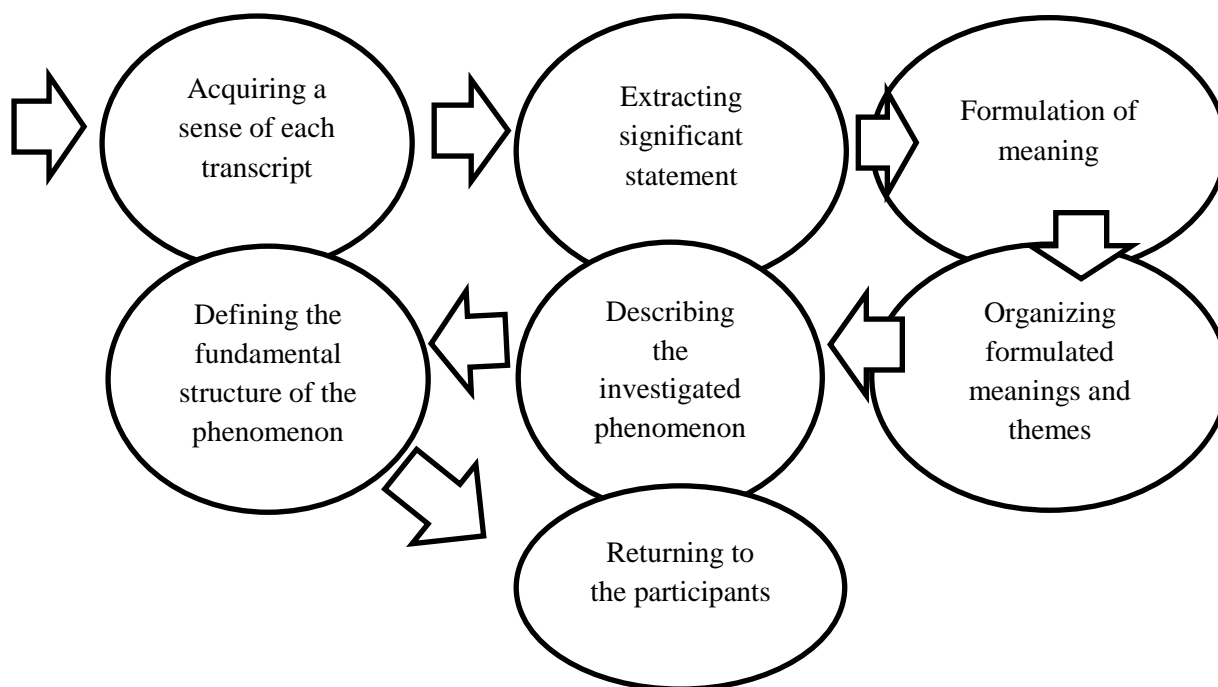 Acquiring a
sense of each
transcript
Extracting
significant
statement
Formulation of
meaning
Organizing
formulated
meanings and
themes
Describing
the
investigated
phenomenon
Defining the
fundamental
structure of the
phenomenon
Returning to
the participants